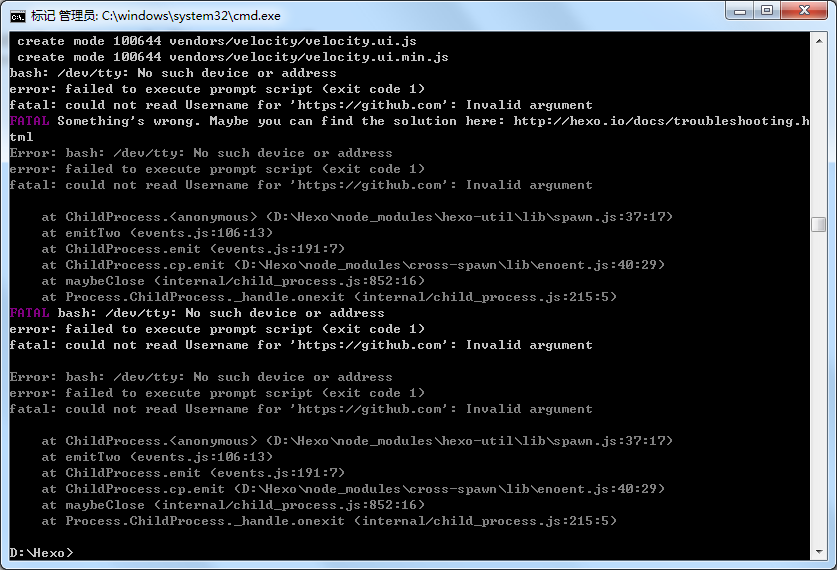 标记 管理员: C:\windows\system32\cmd.exe
 create mode 100644 vendors/velocity/velocity.ui.js
 create mode 100644 vendors/velocity/velocity.ui.min.js
bash: /dev/tty: No such device or address
error: failed to execute prompt script (exit code 1)
fatal: could not read Username for 'https://github.com': Invalid argument
FATAL Something's wrong. Maybe you can find the solution here: http://hexo.io/docs/troubleshooting.h
tml
Error: bash: /dev/tty: No such device or address
error: failed to execute prompt script (exit code 1)
fatal: could not read Username for 'https://github.com': Invalid argument
    at ChildProcess.<anonymous> (D:\Hexo\node_modules\hexo-util\lib\spawn.js:37:17)
    at emitTwo (events.js:106:13)
    at ChildProcess.emit (events.js:191:7)
    at ChildProcess.cp.emit (D:\Hexo\node_modules\cross-spawn\lib\enoent.js:40:29)
    at maybeClose (internal/child_process.js:852:16)
    at Process.ChildProcess._handle.onexit (internal/child_process.js:215:5)
FATAL bash: /dev/tty: No such device or address
error: failed to execute prompt script (exit code 1)
fatal: could not read Username for 'https://github.com': Invalid argument
Error: bash: /dev/tty: No such device or address
error: failed to execute prompt script (exit code 1)
fatal: could not read Username for 'https://github.com': Invalid argument
    at ChildProcess.<anonymous> (D:\Hexo\node_modules\hexo-util\lib\spawn.js:37:17)
    at emitTwo (events.js:106:13)
    at ChildProcess.emit (events.js:191:7)
    at ChildProcess.cp.emit (D:\Hexo\node_modules\cross-spawn\lib\enoent.js:40:29)
    at maybeClose (internal/child_process.js:852:16)
    at Process.ChildProcess._handle.onexit (internal/child_process.js:215:5)
D:\Hexo>